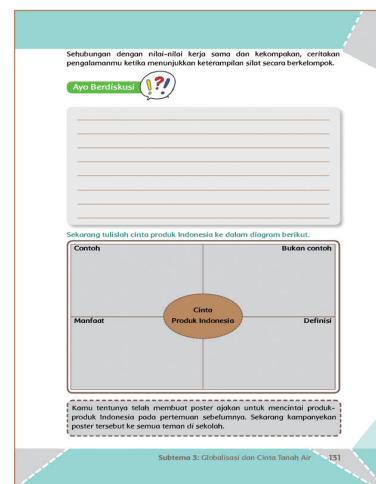 Sehubungan dengan nilai-nilai kerja sama dan kekompakan, ceritakan
pengalamanmu ketika menunjukkan keterampilan silat secara berkelompok.
Ayo Berdiskusi
!?!
Sekarang tulislah cinta produk Indonesia ke dalam diagram berikut.
Contoh
Bukan contoh
Cinta
Produk Indonesia
Manfaat
Definisi
Kamu tentunya telah membuat poster ajakan untuk mencintai produk-
produk Indonesia pada pertemuan sebelumnya. Sekarang kampanyekan
poster tersebut ke semua teman di sekolah.
Subtema 3: Globalisasi dan Cinta Tanah Air 131